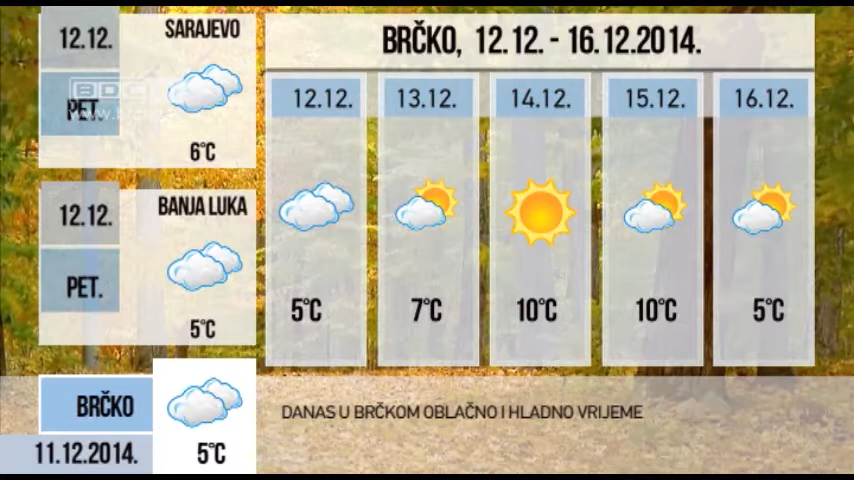 12.12.
SARAJEVO
PET.
6°C
12.12.
BANJA LUKA
PET.
5°C
BRČKO
11.12.2014.
5°C
BRČKO, 12.12. - 16.12.2014.
12.12.
13.12.
14.12.
15.12.
16.12.
5°C
7°C
10°C
10°C
5°C
DANAS U BRČKOM OBLAČNO I HLADNO VRIJEME